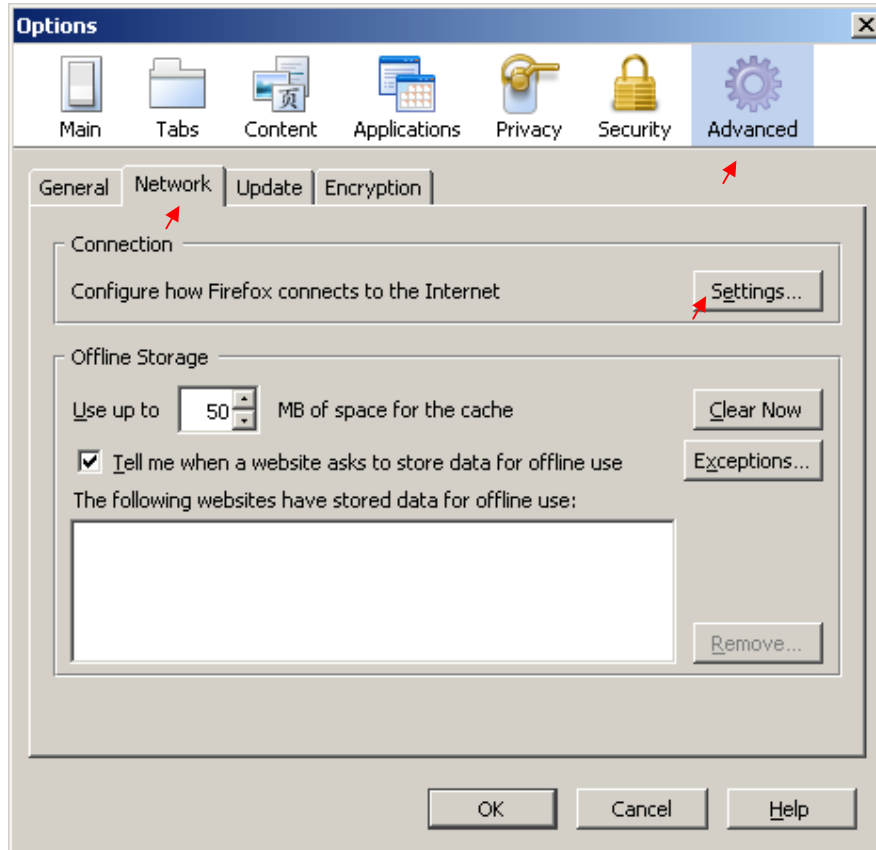 Options
Main Tabs Content Applications Privacy Security Advanced
General Network Update Encryption
Connection
Configure how Firefox connects to the Internet Settings...
Offline Storage
Use up to 50 MB of space for the cache Clear Now
Tell me when a website asks to store data for offline use Exceptions...
The following websites have stored data for offline use:
Remove...
OK Cancel Help